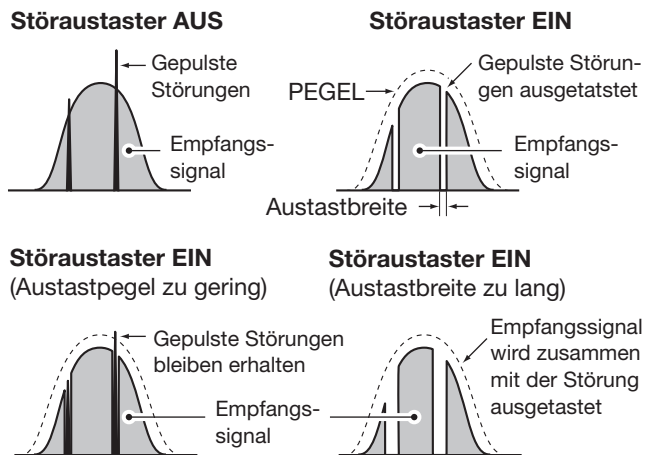 Störaustaster AUS
Gepulste
Störungen
Empfangs-
signal
Störaustaster EIN
PEGEL
Gepulste Störun-
gen ausgetatstet
Empfangs-
signal
Austastbreite
Störaustaster EIN
(Austastpegel zu gering)
Gepulste Störungen
bleiben erhalten
Empfangs-
signal
Störaustaster EIN
(Austastbreite zu lang)
Empfangssignal
wird zusammen
mit der Störung
ausgetastet